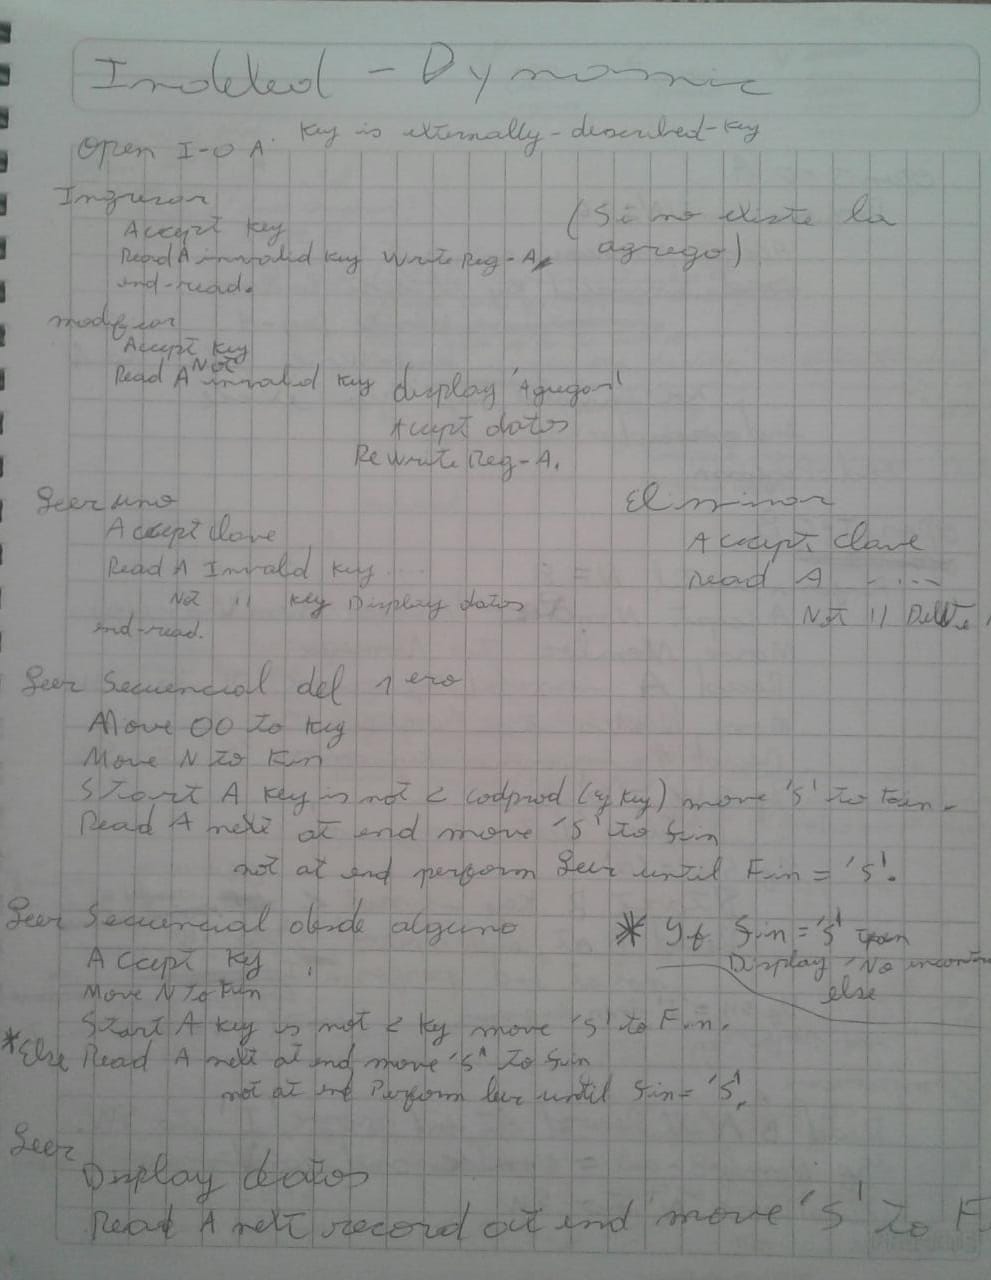 Indexed - Dynamic
Key is externally-described-key
Open I-O A.
Ingresar
(Si no existe la
agrego)
Accept Key
Read A invalid key write Reg-A
end-read.
modificar
Accept Key
Read A Not invalid key display 'Agregar'
Accept datos
Rewrite Reg-A.
Leer uno
Accept clave
Read A Invalid key ...
Not " key Display datos
end-read.
Eliminar
Accept clave
Read A - ...
Not " Delete
Leer Secuencial del 1ero
Move 00 to key
Move N to Fin
Start A key is not < codprod (y key) move 'S' to Fin.
Read A next at end move 'S' to Fin
not at end perform Leer until Fin = 'S'.
Leer Secuencial desde alguno
Accept Key
Move N to Fin
Start A key is not < key move 'S' to Fin.
* If Fin = 'S' then
Display 'No
else
*Else Read A next at end move 'S' to Fin
not at end Perform leer until Fin = 'S'.
Leer
Display datos
Read A next record at end move 'S' to F